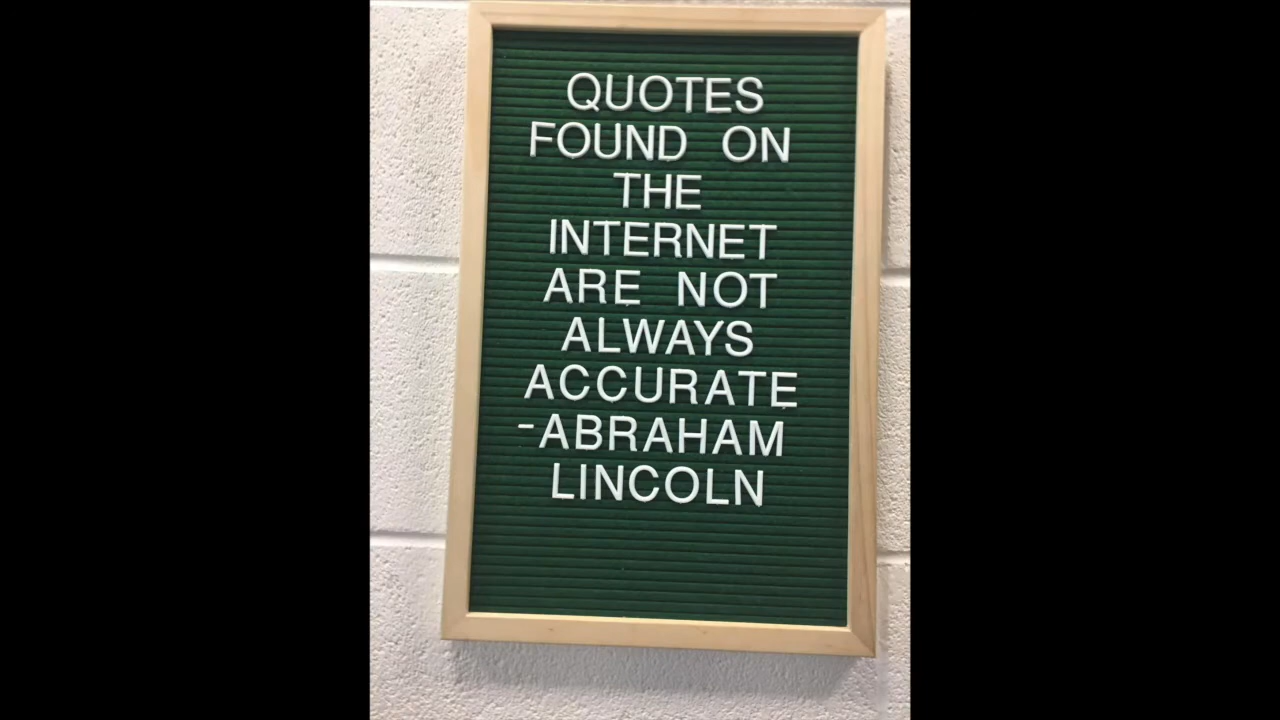 QUOTES
FOUND ON
THE
INTERNET
ARE NOT
ALWAYS
ACCURATE
-ABRAHAM
LINCOLN